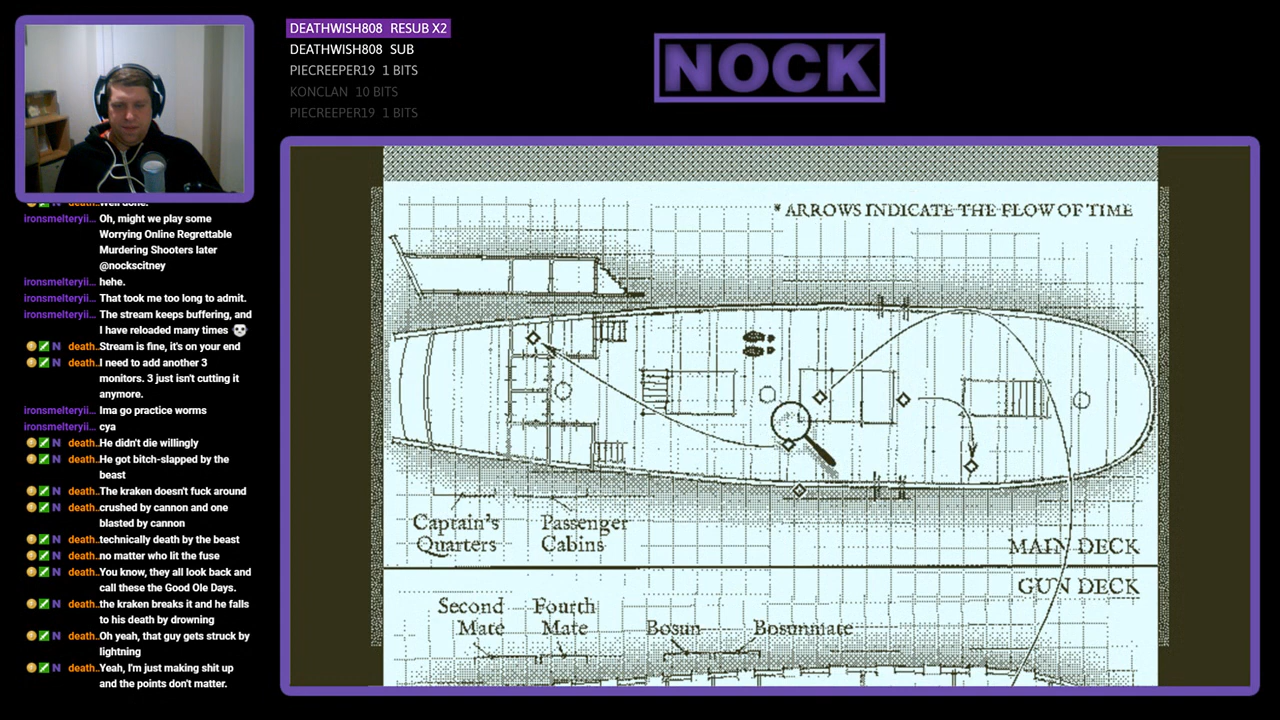 DEATHWISH808 RESUB X2
DEATHWISH808 SUB
PIECREEPER19 1 BITS
KONCLAN 10 BITS
PIECREEPER19 1 BITS
NOCK
death.. Well done.
ironsmelteryii... Oh, might we play some
Worrying Online Regrettable
Murdering Shooters later
@nockscitney
ironsmelteryii... hehe.
ironsmelteryii... That took me too long to admit.
ironsmelteryii... The stream keeps buffering, and
I have reloaded many times
death.. Stream is fine, it's on your end
death.. I need to add another 3
monitors. 3 just isn't cutting it
anymore.
ironsmelteryii... Ima go practice worms
ironsmelteryii... cya
death.. He didn't die willingly
death.. He got bitch-slapped by the
beast
death.. The kraken doesn't fuck around
death.. crushed by cannon and one
blasted by cannon
death.. technically death by the beast
death.. no matter who lit the fuse
death.. You know, they all look back and
call these the Good Ole Days.
death.. the kraken breaks it and he falls
to his death by drowning
death.. Oh yeah, that guy gets struck by
lightning
death.. Yeah, I'm just making shit up
and the points don't matter.
* ARROWS INDICATE THE FLOW OF TIME
Captain's
Quarters
Passenger
Cabins
MAIN DECK
GUN DECK
Second
Mate
Fourth
Mate
Bosun
Bosunmate